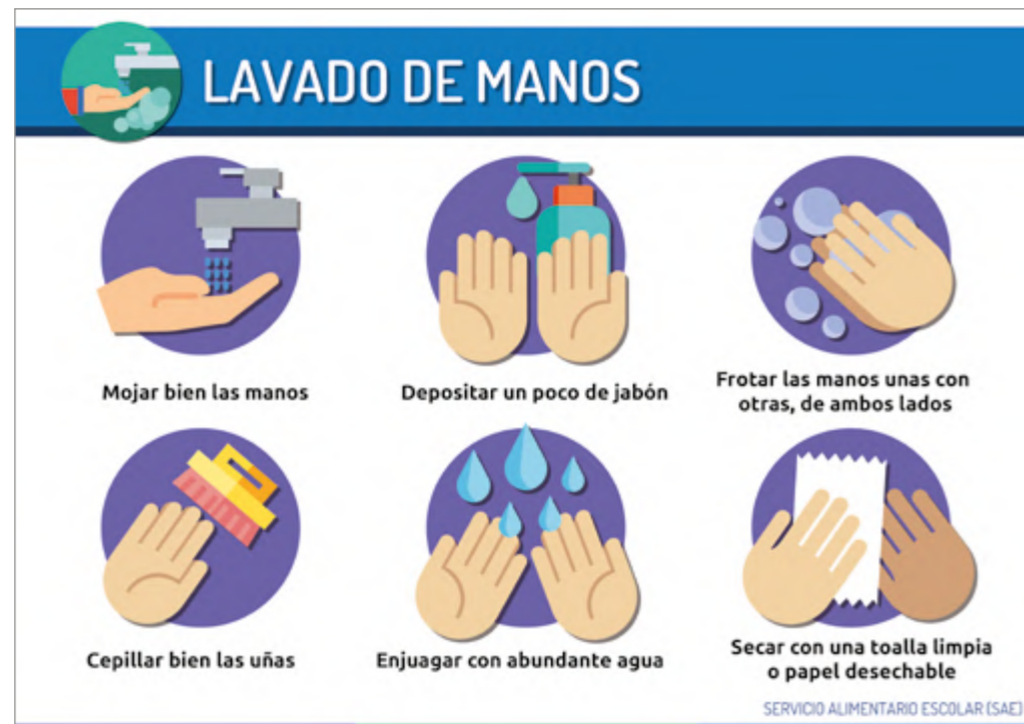 LAVADO DE MANOS
Mojar bien las manos
Depositar un poco de jabón
Frotar las manos unas con
otras, de ambos lados
Cepillar bien las uñas
Enjuagar con abundante agua
Secar con una toalla limpia
o papel desechable
SERVICIO ALIMENTARIO ESCOLAR (SAE)